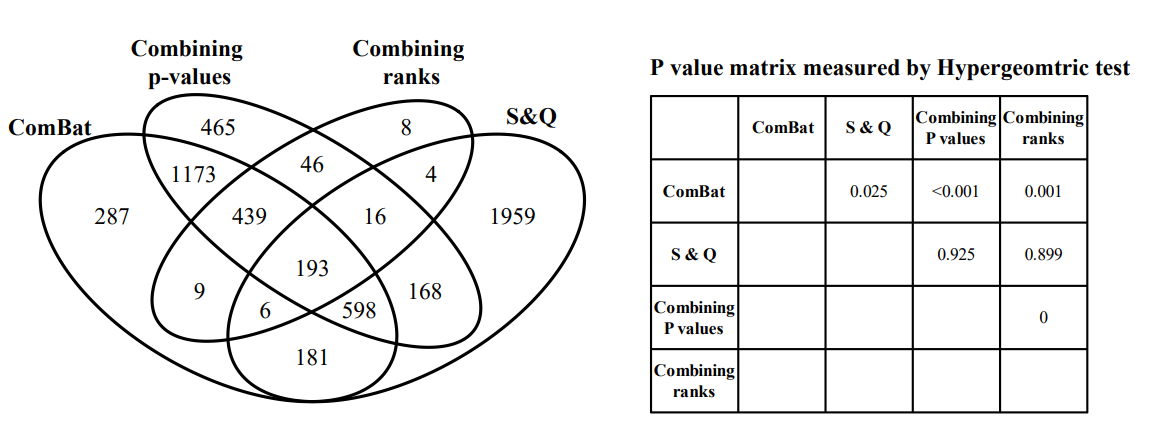 Combining
p-values
Combining
ranks
ComBat
S&Q
465
8
1173
46
4
287
439
16
1959
193
9
6
598
168
181
P value matrix measured by Hypergeomtric test
ComBat
S & Q
Combining
P values
Combining
ranks
ComBat
0.025
<0.001
0.001
S & Q
0.925
0.899
Combining
P values
0
Combining
ranks